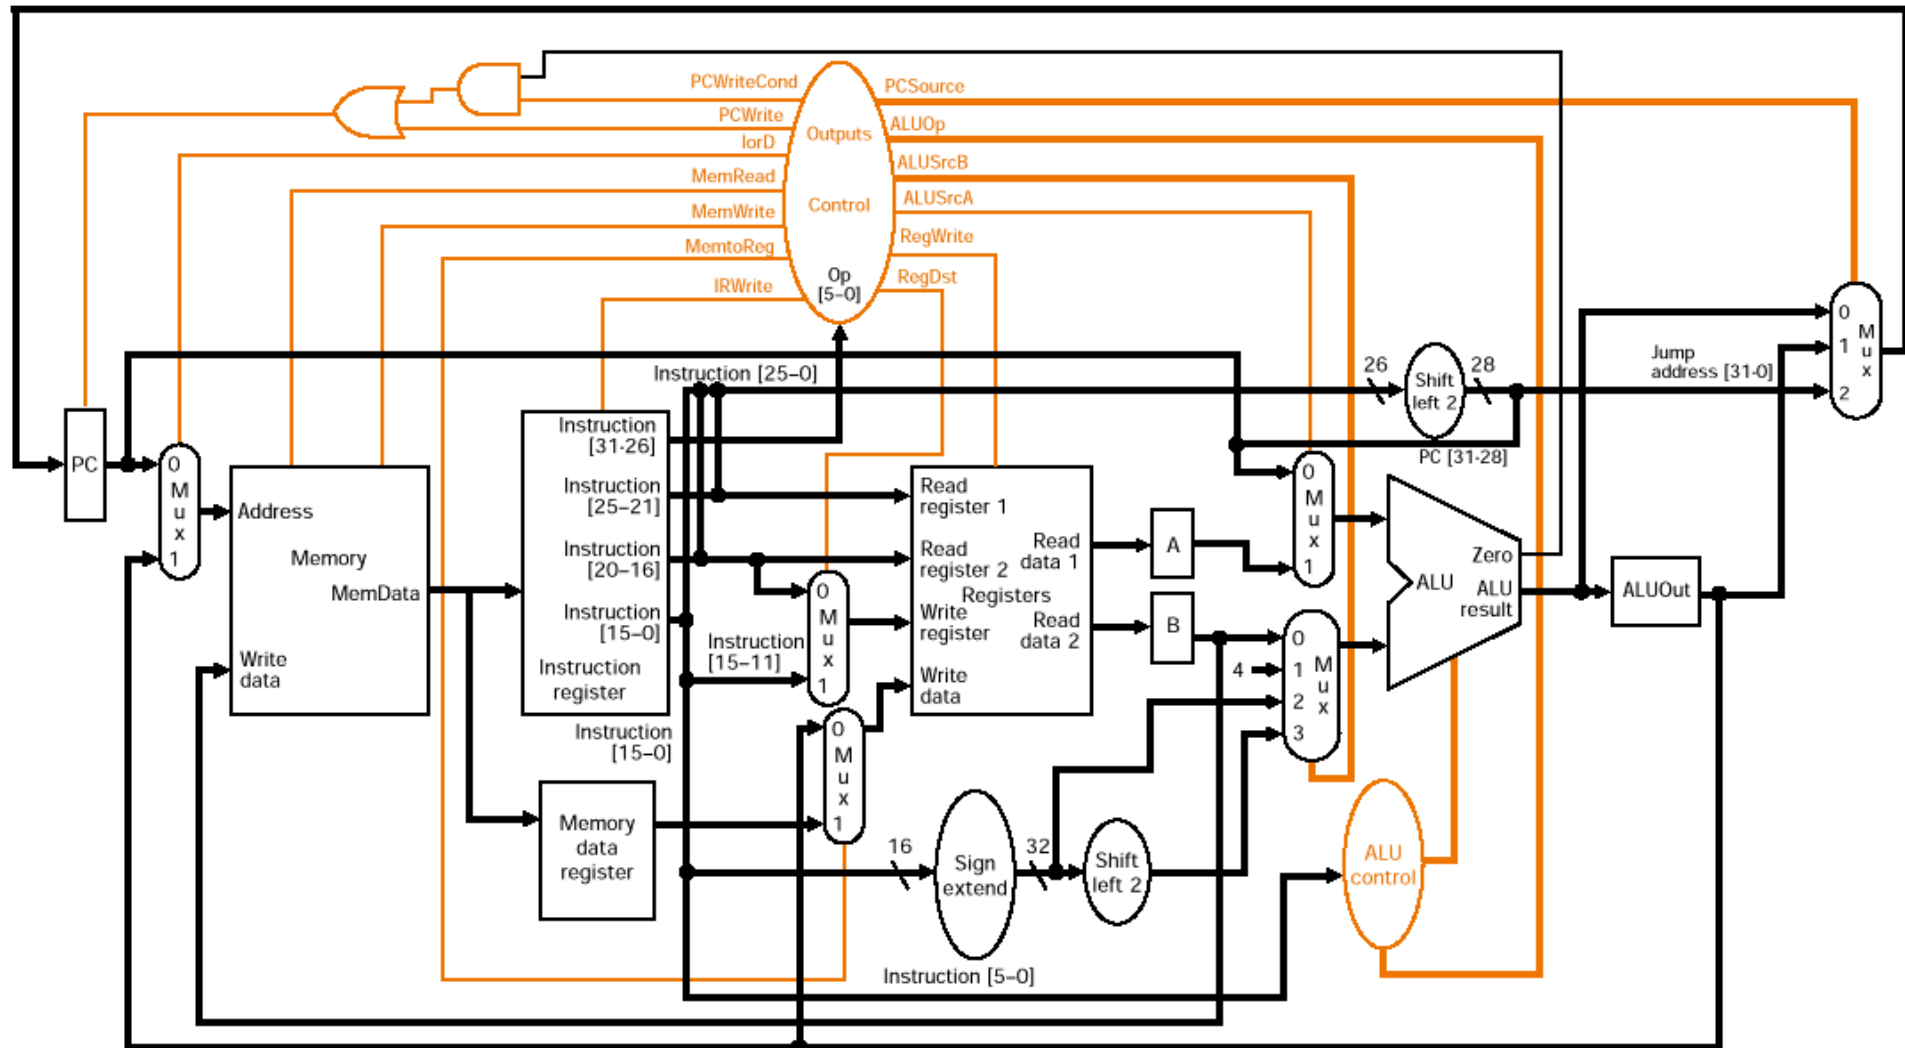 PCWriteCond
PCSource
PCWrite
Outputs
ALUOp
IorD
ALUSrcB
MemRead
ALUSrcA
Control
MemWrite
RegWrite
MemtoReg
Op
[5–0]
RegDst
IRWrite
0
1
2
M
u
x
Jump
address [31-0]
26
28
Shift
left 2
Instruction [25–0]
PC [31-28]
PC
0
M
u
x
1
Address
Memory
MemData
Write
data
Instruction
[31-26]
Instruction
[25–21]
Instruction
[20–16]
Instruction
[15–0]
Instruction
register
Instruction
[15–0]
Instruction
[15–11]
0
M
u
x
1
Read
register 1
Read
register 2
Registers
Write
register
Write
data
Read
data 1
Read
data 2
A
B
0
M
u
x
1
4
0
1
2
3
M
u
x
Zero
ALU
ALU
result
ALUOut
0
M
u
x
1
Memory
data
register
16
Sign
extend
32
Shift
left 2
ALU
control
Instruction [5–0]